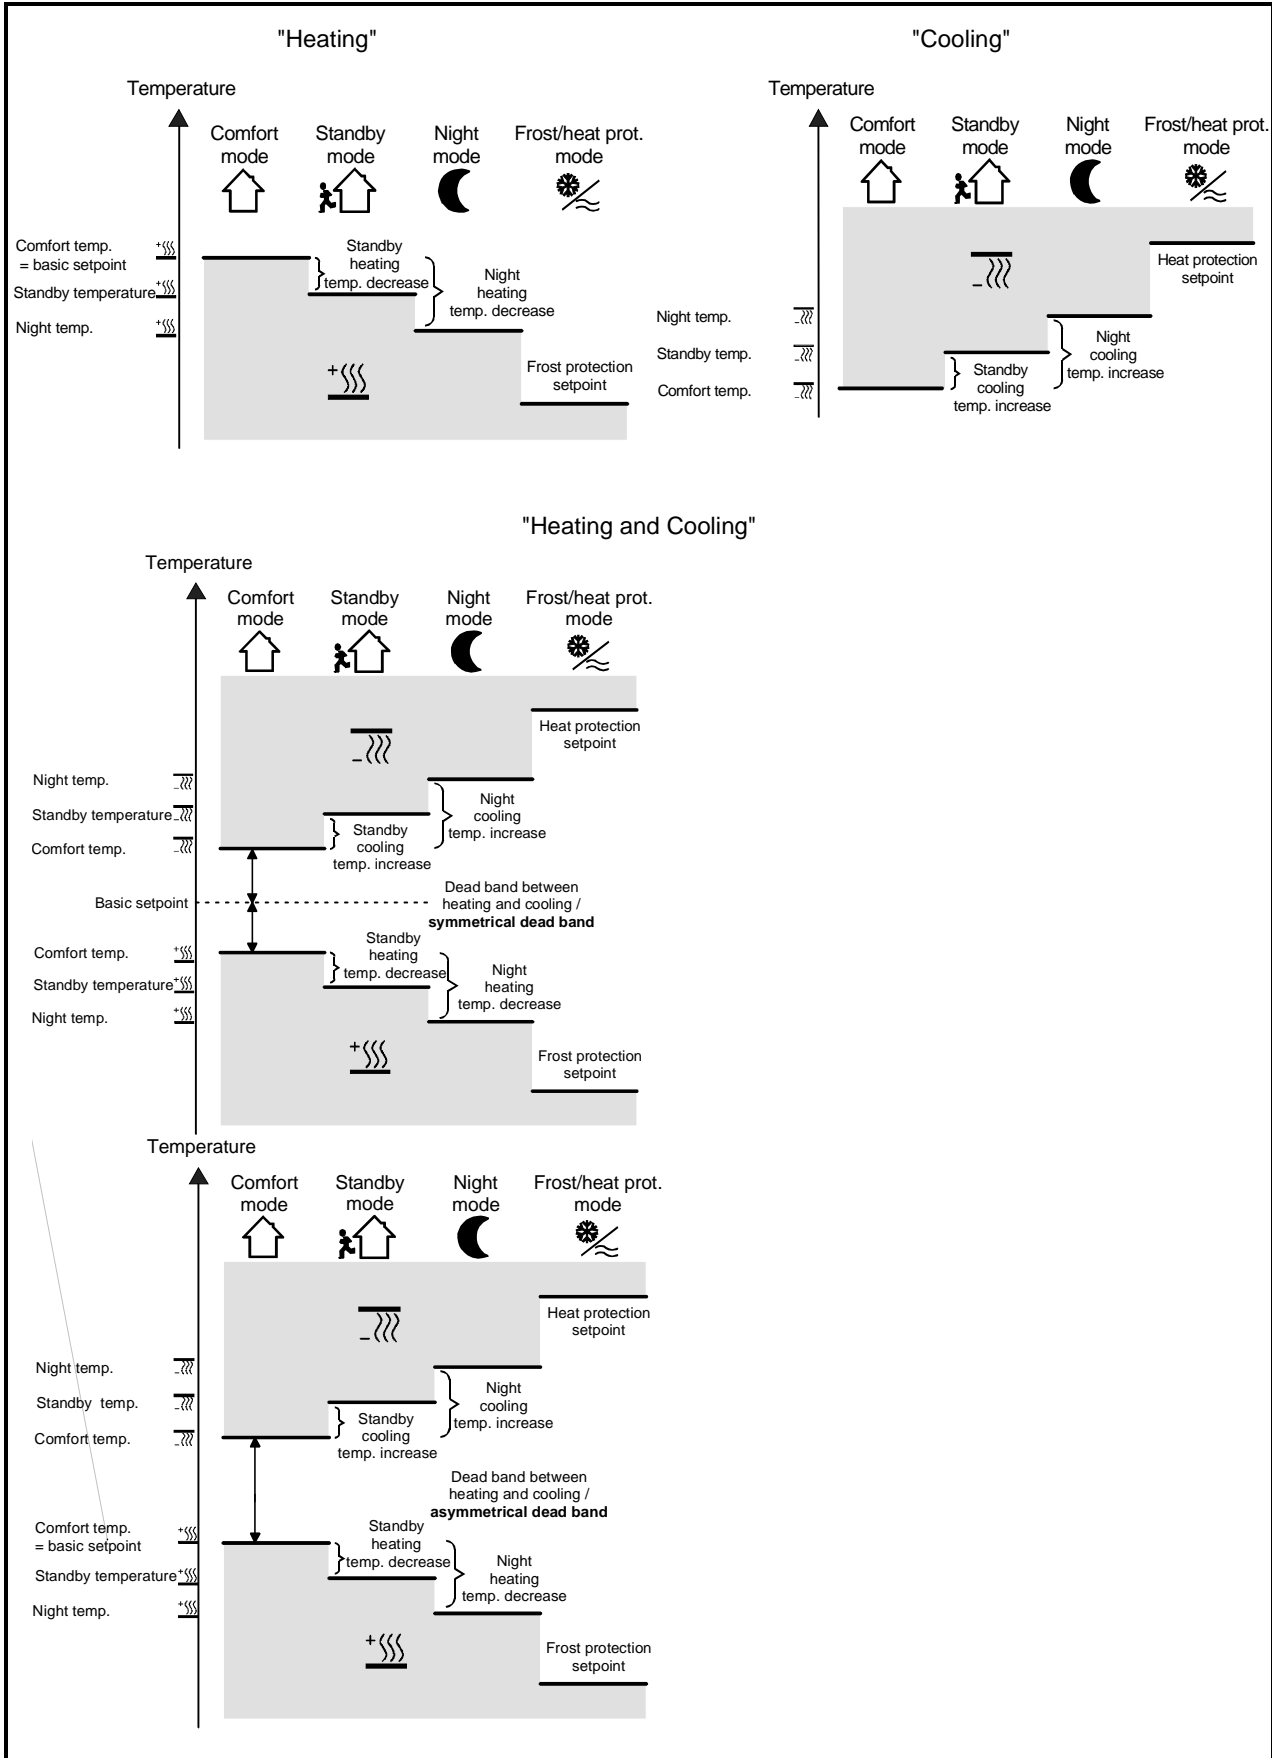 "Heating"
Temperature
Comfort
mode
Standby
mode
Night
mode
Frost/heat prot.
mode
Comfort temp.
= basic setpoint
Standby temperature
Night temp.
Standby
heating
temp. decrease
Night
heating
temp. decrease
Frost protection
setpoint
"Cooling"
Temperature
Comfort
mode
Standby
mode
Night
mode
Frost/heat prot.
mode
Heat protection
setpoint
Night temp.
Standby temp.
Comfort temp.
Standby
cooling
temp. increase
Night
cooling
temp. increase
"Heating and Cooling"
Temperature
Comfort
mode
Standby
mode
Night
mode
Frost/heat prot.
mode
Heat protection
setpoint
Night temp.
Standby temperature
Comfort temp.
Standby
cooling
temp. increase
Night
cooling
temp. increase
Basic setpoint
Dead band between
heating and cooling /
symmetrical dead band
Comfort temp.
Standby temperature
Night temp.
Standby
heating
temp. decrease
Night
heating
temp. decrease
Frost protection
setpoint
Temperature
Comfort
mode
Standby
mode
Night
mode
Frost/heat prot.
mode
Heat protection
setpoint
Night temp.
Standby temp.
Comfort temp.
Standby
cooling
temp. increase
Night
cooling
temp. increase
Dead band between
heating and cooling /
asymmetrical dead band
Comfort temp.
= basic setpoint
Standby temperature
Night temp.
Standby
heating
temp. decrease
Night
heating
temp. decrease
Frost protection
setpoint